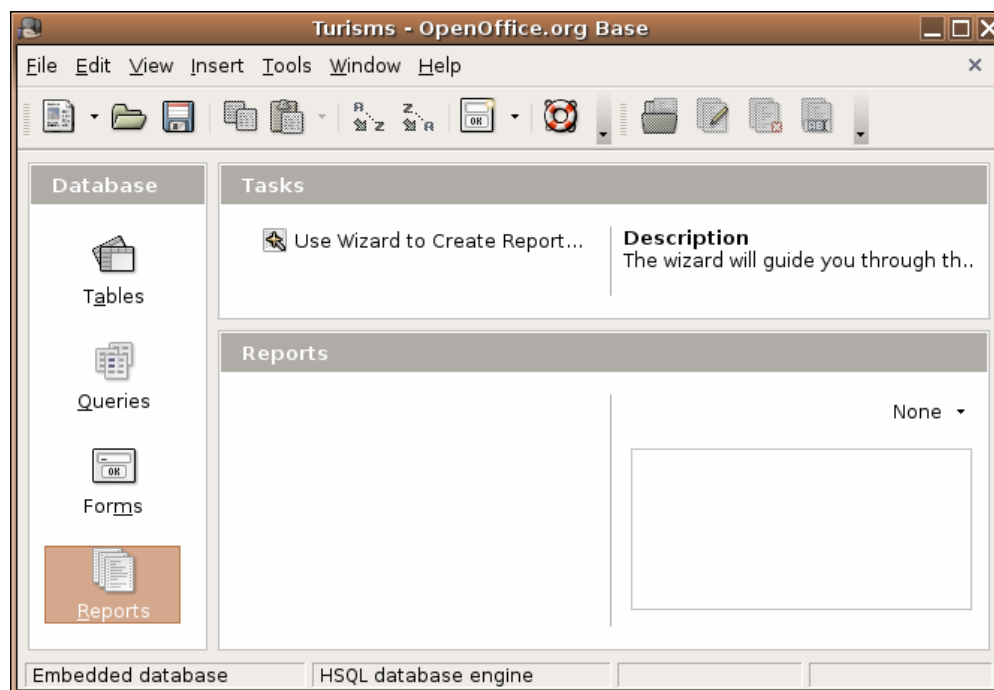 Turisms - OpenOffice.org Base
File Edit View Insert Tools Window Help
Database
Tables
Queries
Forms
Reports
Tasks
Use Wizard to Create Report...
Description
The wizard will guide you through th..
Reports
None
Embedded database
HSQL database engine